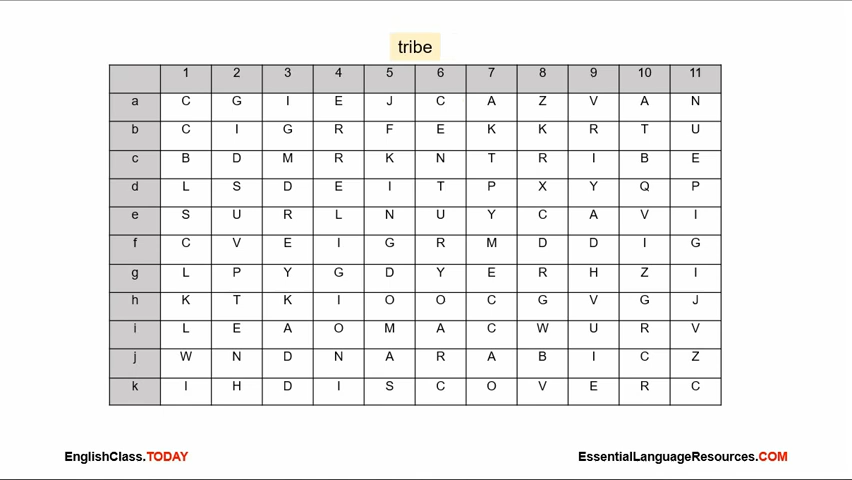 tribe
1 2 3 4 5 6 7 8 9 10 11
a C G I E J C A Z V A N
b C I G R F E K K R T U
c B D M R K N T R I B E
d L S D E I T P X Y Q P
e S U R L N U Y C A V I
f C V E I G R M D D I G
g L P Y G D Y E R H Z I
h K T K I O O C G V G J
i L E A O M A C W U R V
j W N D N A R A B I C Z
k I H D I S C O V E R C
EnglishClass.TODAY EssentialLanguageResources.COM